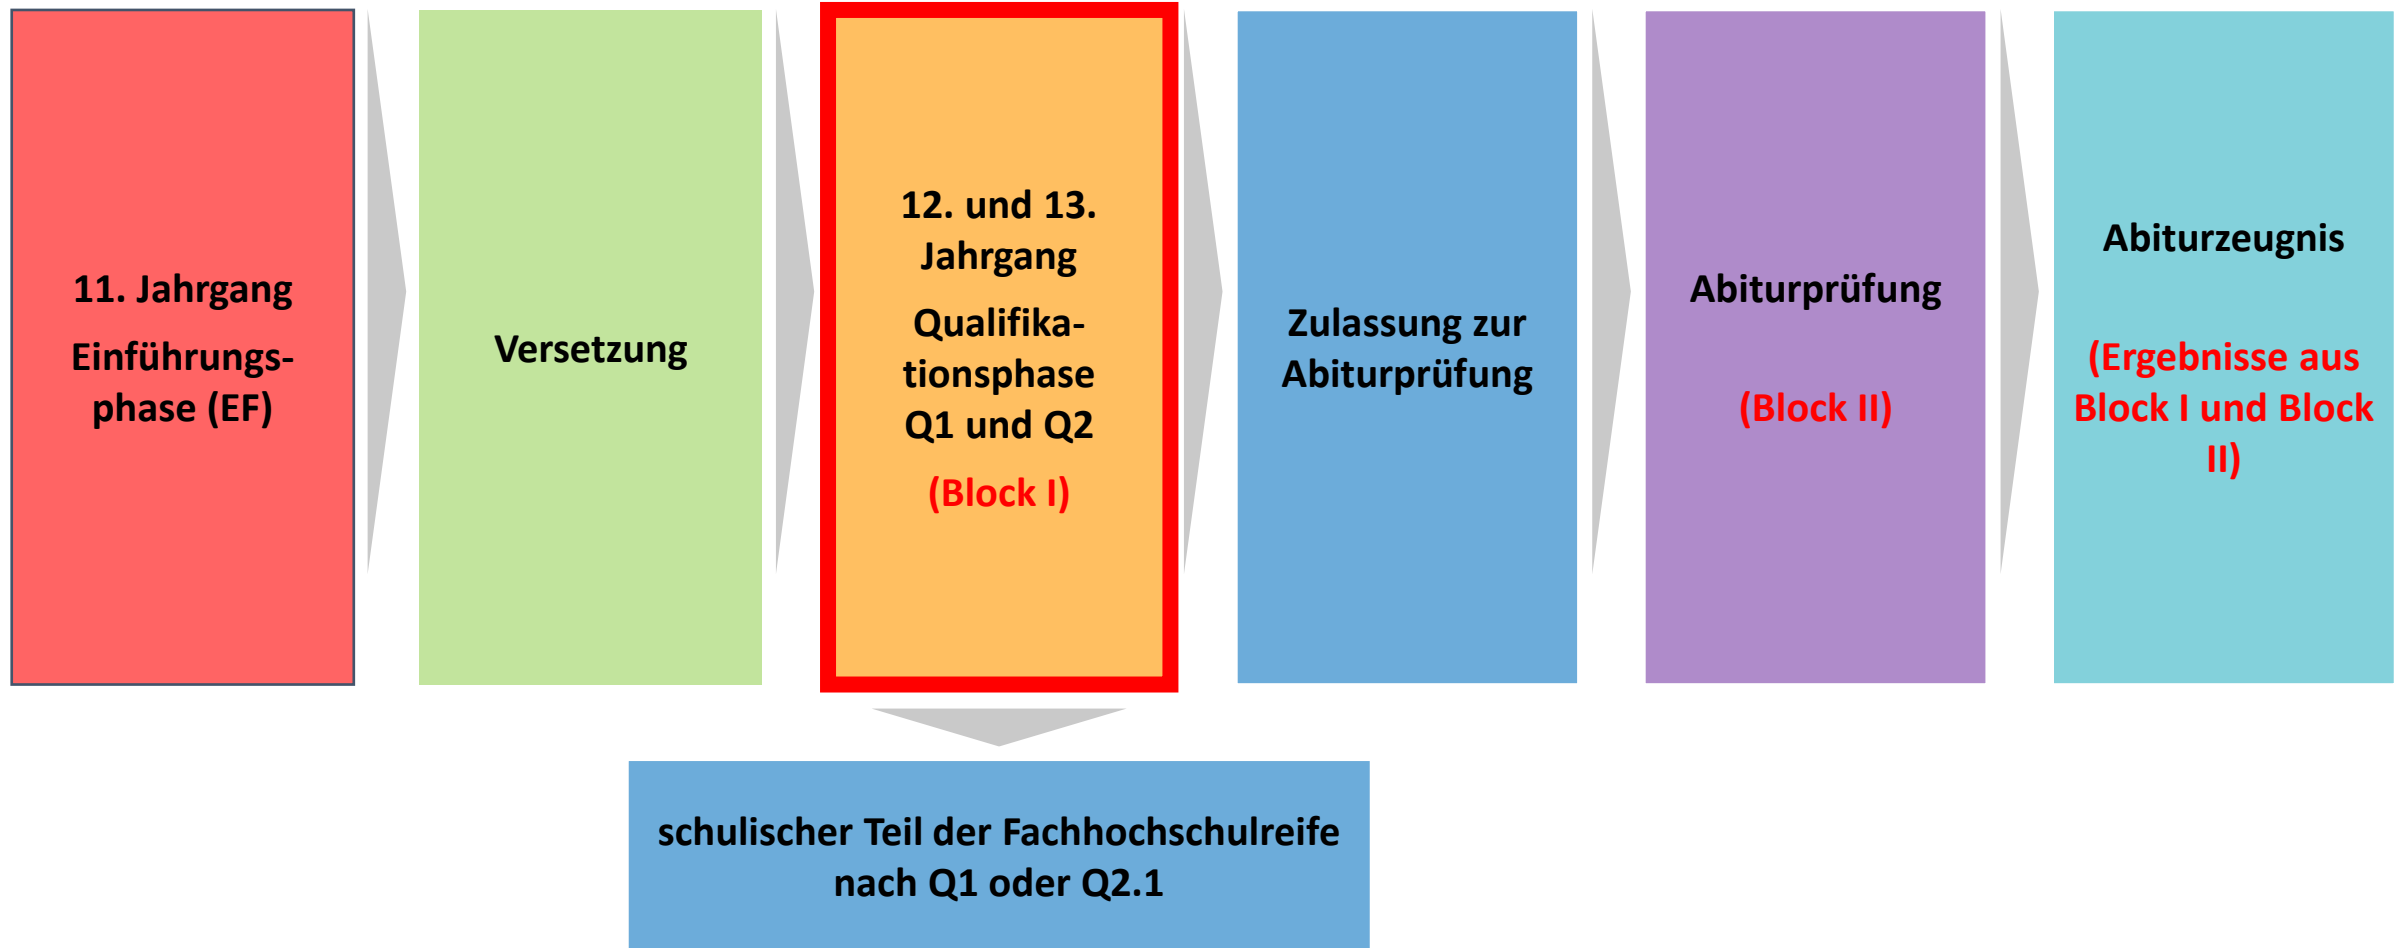 11. Jahrgang
Einführungs-
phase (EF)
Versetzung
12. und 13.
Jahrgang
Qualifika-
tionsphase
Q1 und Q2
(Block I)
Zulassung zur
Abiturprüfung
Abiturprüfung
(Block II)
Abiturzeugnis
(Ergebnisse aus
Block I und Block
II)
schulischer Teil der Fachhochschulreife
nach Q1 oder Q2.1